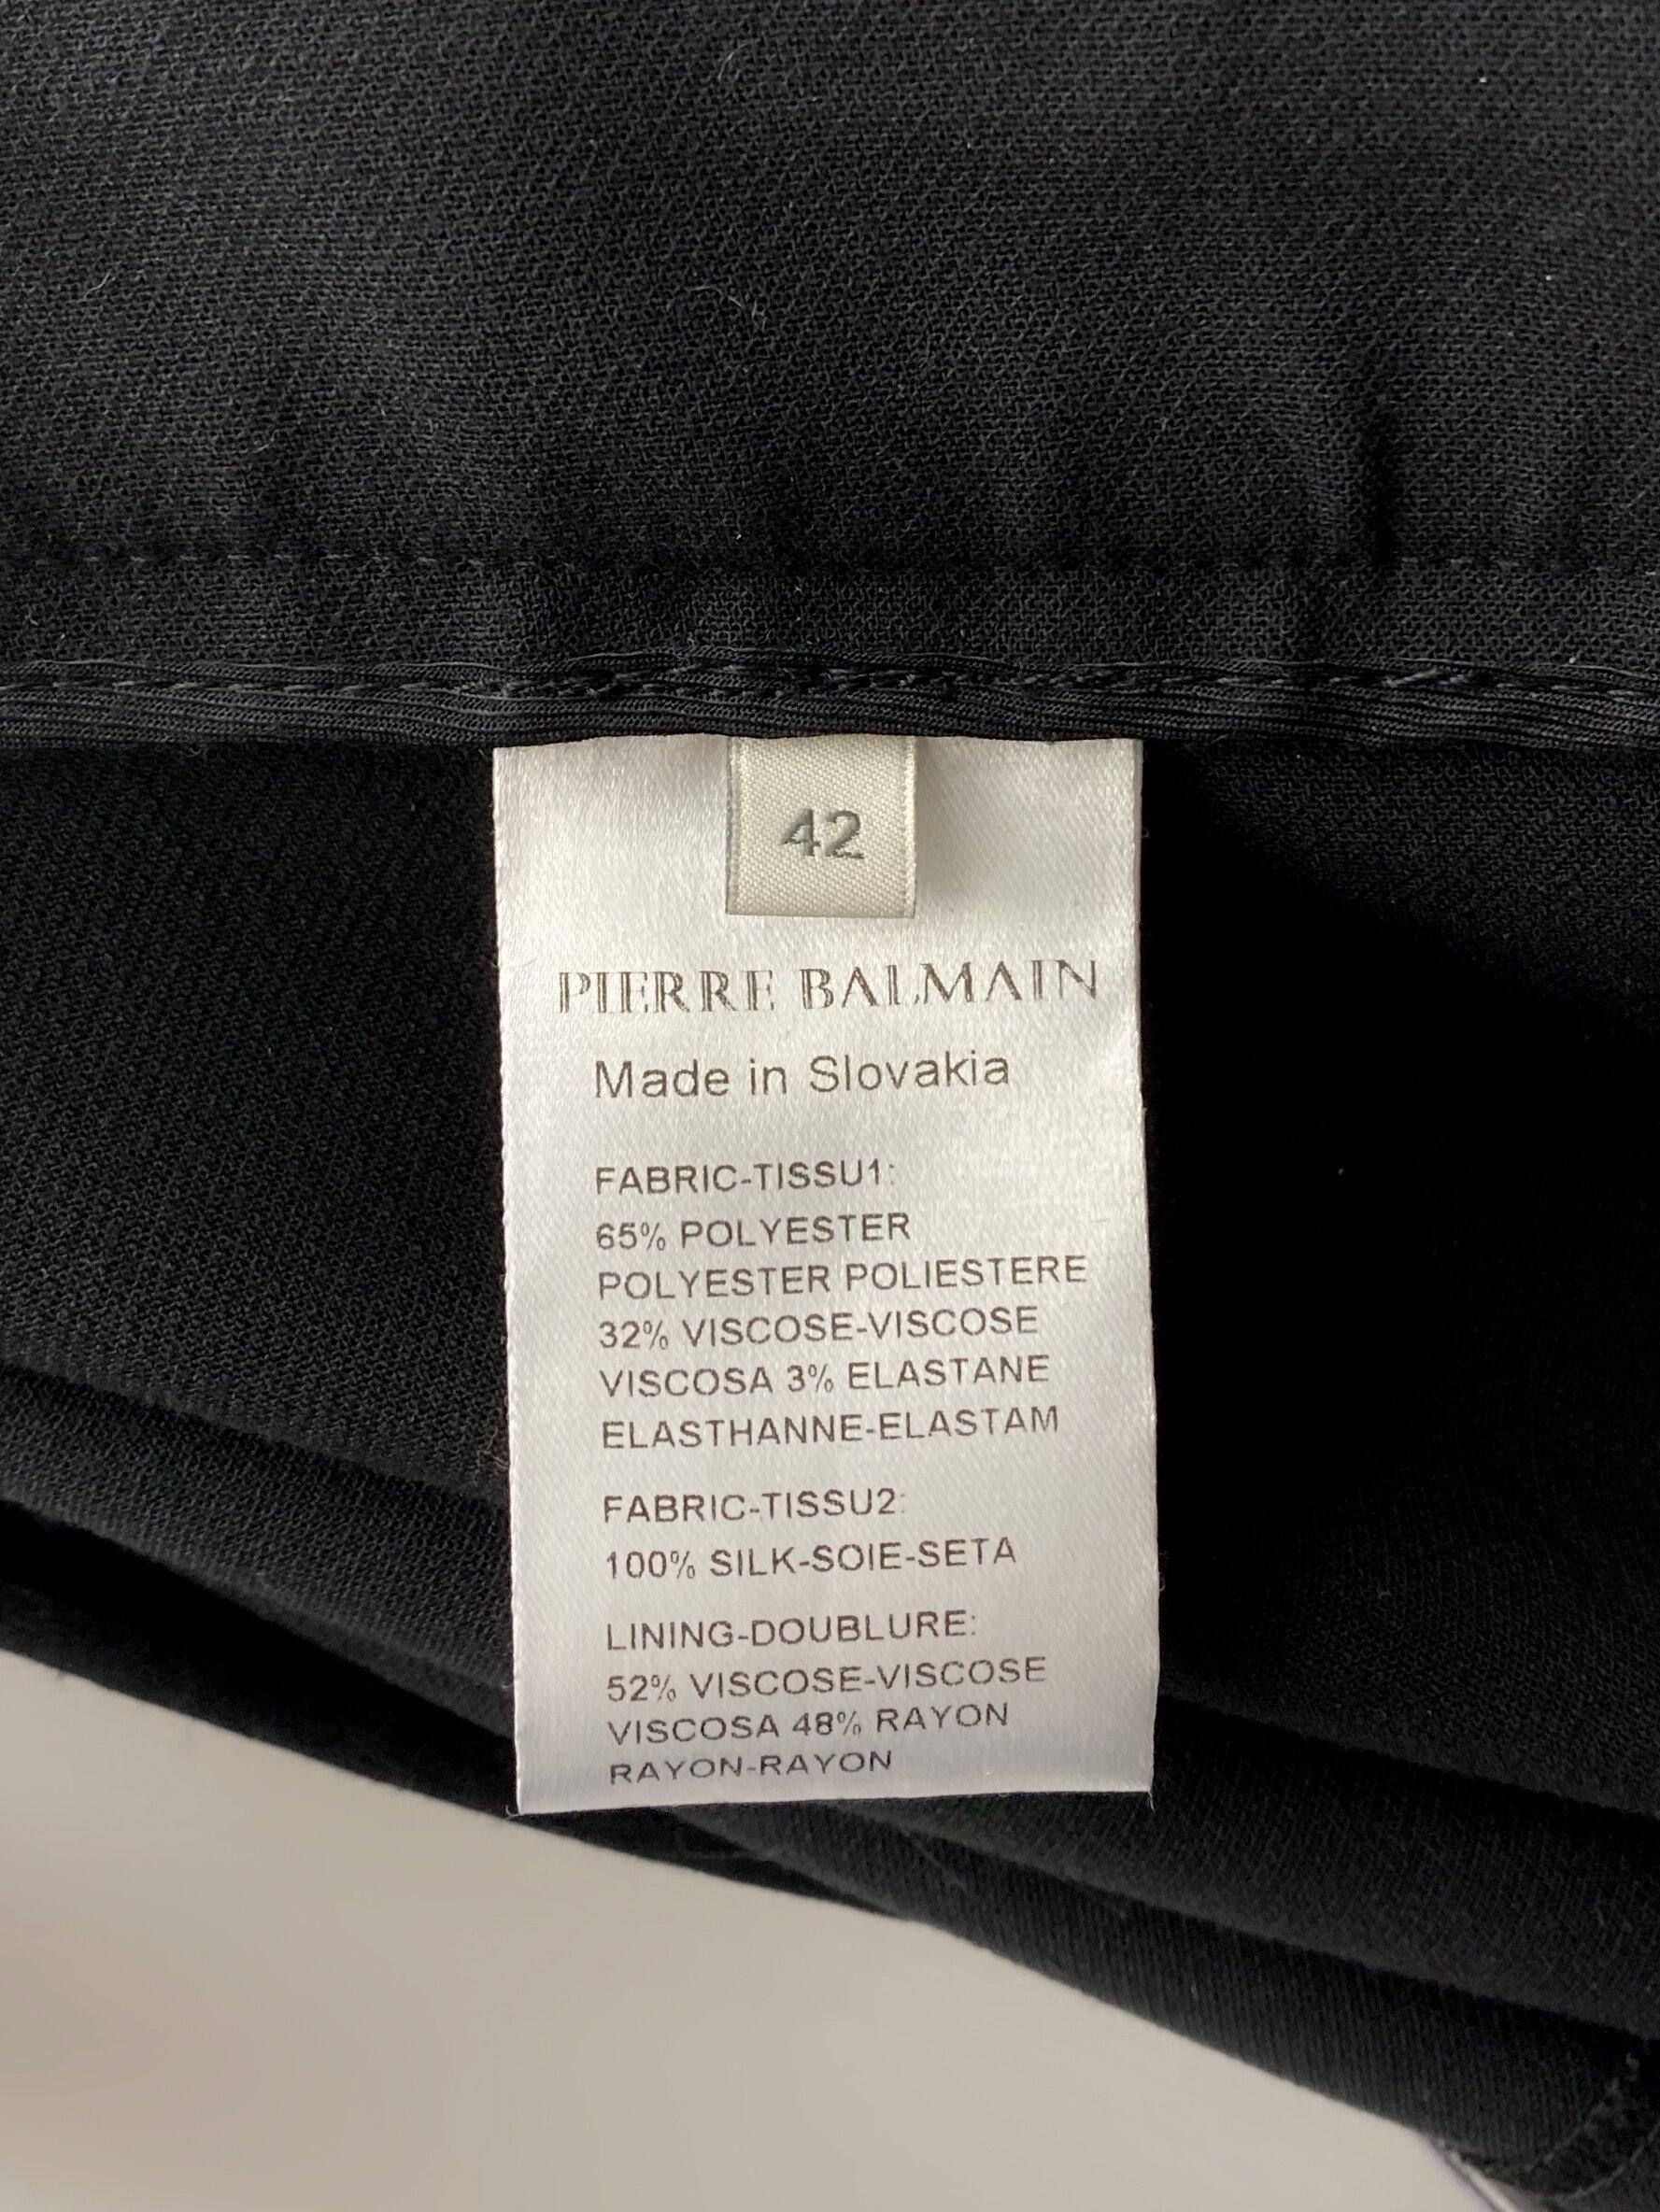 42
PIERRE BALMAIN
Made in Slovakia
FABRIC-TISSU1:
65% POLYESTER
POLYESTER POLIESTERE
32% VISCOSE-VISCOSE
VISCOSA 3% ELASTANE
ELASTHANNE-ELASTAM
FABRIC-TISSU2:
100% SILK-SOIE-SETA
LINING-DOUBLURE:
52% VISCOSE-VISCOSE
VISCOSA 48% RAYON
RAYON-RAYON